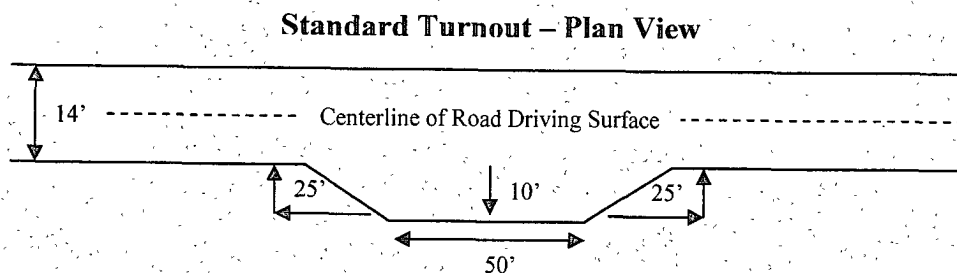 Standard Turnout – Plan View
14’
Centerline of Road Driving Surface
25’
10’
25’
50’